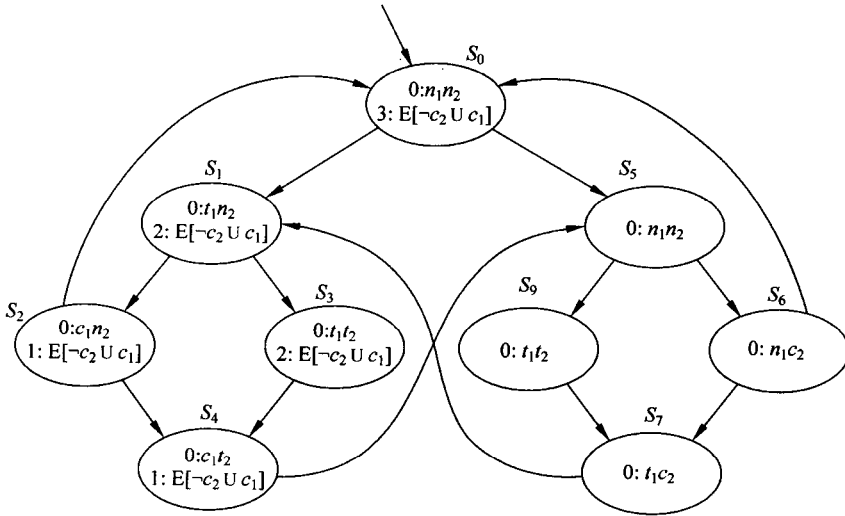 S₀
0:n₁n₂
3: E[¬c₂ U c₁]
S₁
0:t₁n₂
2: E[¬c₂ U c₁]
S₅
0: n₁n₂
S₂
0:c₁n₂
1: E[¬c₂ U c₁]
S₃
0:t₁t₂
2: E[¬c₂ U c₁]
S₉
0: t₁t₂
S₆
0: n₁c₂
S₄
0:c₁t₂
1: E[¬c₂ U c₁]
S₇
0: t₁c₂